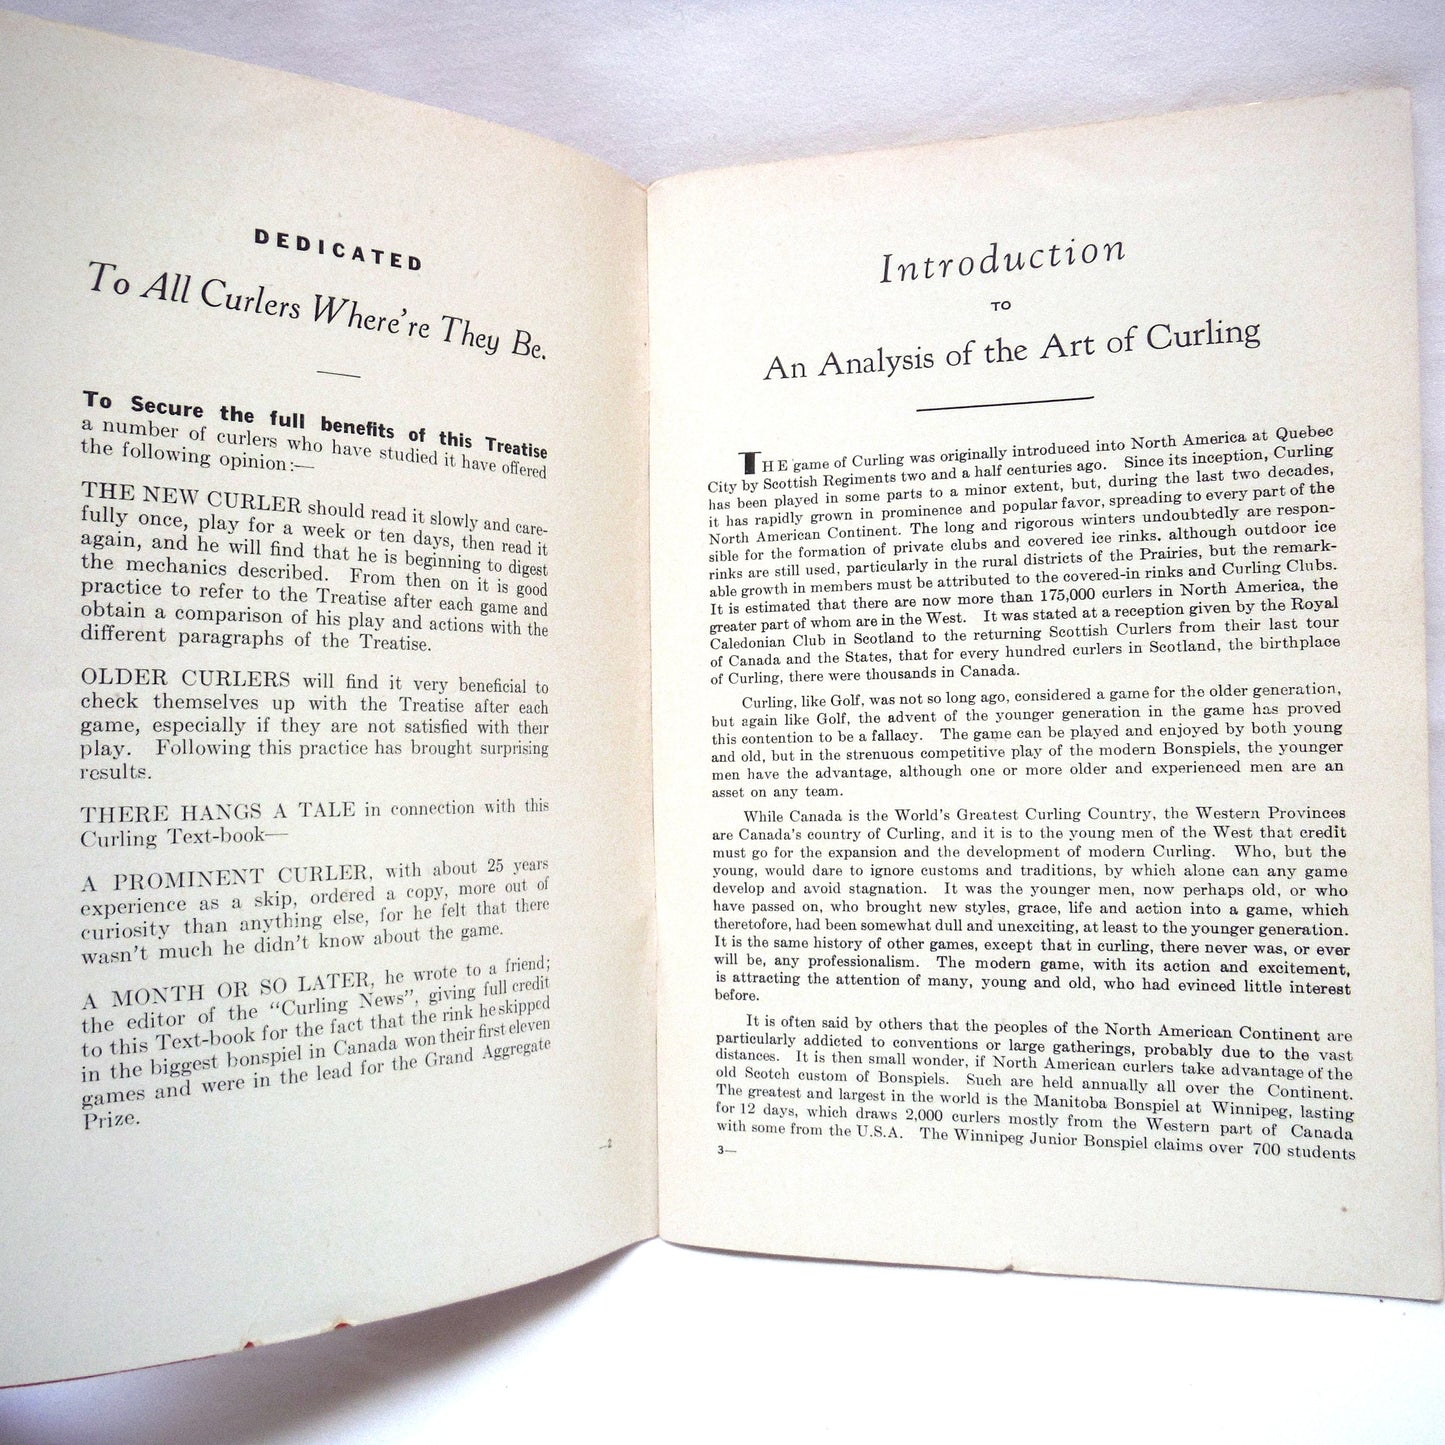 DEDICATED
To All Curlers Where're They Be.
To Secure the full benefits of this Treatise
a number of curlers who have studied it have offered
the following opinion:—
THE NEW CURLER should read it slowly and care-
fully once, play for a week or ten days, then read it
again, and he will find that he is beginning to digest
the mechanics described. From then on it is good
practice to refer to the Treatise after each game and
obtain a comparison of his play and actions with the
different paragraphs of the Treatise.
OLDER CURLERS will find it very beneficial to
check themselves up with the Treatise after each
game, especially if they are not satisfied with their
play. Following this practice has brought surprising
results.
THERE HANGS A TALE in connection with this
Curling Text-book—
A PROMINENT CURLER, with about 25 years
experience as a skip, ordered a copy, more out of
curiosity than anything else, for he felt that there
wasn't much he didn't know about the game.
A MONTH OR SO LATER, he wrote to a friend;
the editor of the "Curling News", giving full credit
to this Text-book for the fact that the rink he skipped
in the biggest bonspiel in Canada won their first eleven
games and were in the lead for the Grand Aggregate
Prize.
—2
Introduction
TO
An Analysis of the Art of Curling
THE game of Curling was originally introduced into North America at Quebec
City by Scottish Regiments two and a half centuries ago. Since its inception, Curling
has been played in some parts to a minor extent, but, during the last two decades,
it has rapidly grown in prominence and popular favor, spreading to every part of the
North American Continent. The long and rigorous winters undoubtedly are respon-
sible for the formation of private clubs and covered ice rinks, although outdoor ice
rinks are still used, particularly in the rural districts of the Prairies, but the remark-
able growth in members must be attributed to the covered-in rinks and Curling Clubs.
It is estimated that there are now more than 175,000 curlers in North America, the
greater part of whom are in the West. It was stated at a reception given by the Royal
Caledonian Club in Scotland to the returning Scottish Curlers from their last tour
of Canada and the States, that for every hundred curlers in Scotland, the birthplace
of Curling, there were thousands in Canada.
Curling, like Golf, was not so long ago, considered a game for the older generation,
but again like Golf, the advent of the younger generation in the game has proved
this contention to be a fallacy. The game can be played and enjoyed by both young
and old, but in the strenuous competitive play of the modern Bonspiels, the younger
men have the advantage, although one or more older and experienced men are an
asset on any team.
While Canada is the World's Greatest Curling Country, the Western Provinces
are Canada's country of Curling, and it is to the young men of the West that credit
must go for the expansion and the development of modern Curling. Who, but the
young, would dare to ignore customs and traditions, by which alone can any game
develop and avoid stagnation. It was the younger men, now perhaps old, or who
have passed on, who brought new styles, grace, life and action into a game, which
theretofore, had been somewhat dull and unexciting, at least to the younger generation.
It is the same history of other games, except that in curling, there never was, or ever
will be, any professionalism. The modern game, with its action and excitement,
is attracting the attention of many, young and old, who had evinced little interest
before.
It is often said by others that the peoples of the North American Continent are
particularly addicted to conventions or large gatherings, probably due to the vast
distances. It is then small wonder, if North American curlers take advantage of the
old Scotch custom of Bonspiels. Such are held annually all over the Continent.
The greatest and largest in the world is the Manitoba Bonspiel at Winnipeg, lasting
for 12 days, which draws 2,000 curlers mostly from the Western part of Canada
with some from the U.S.A. The Winnipeg Junior Bonspiel claims over 700 students
3—